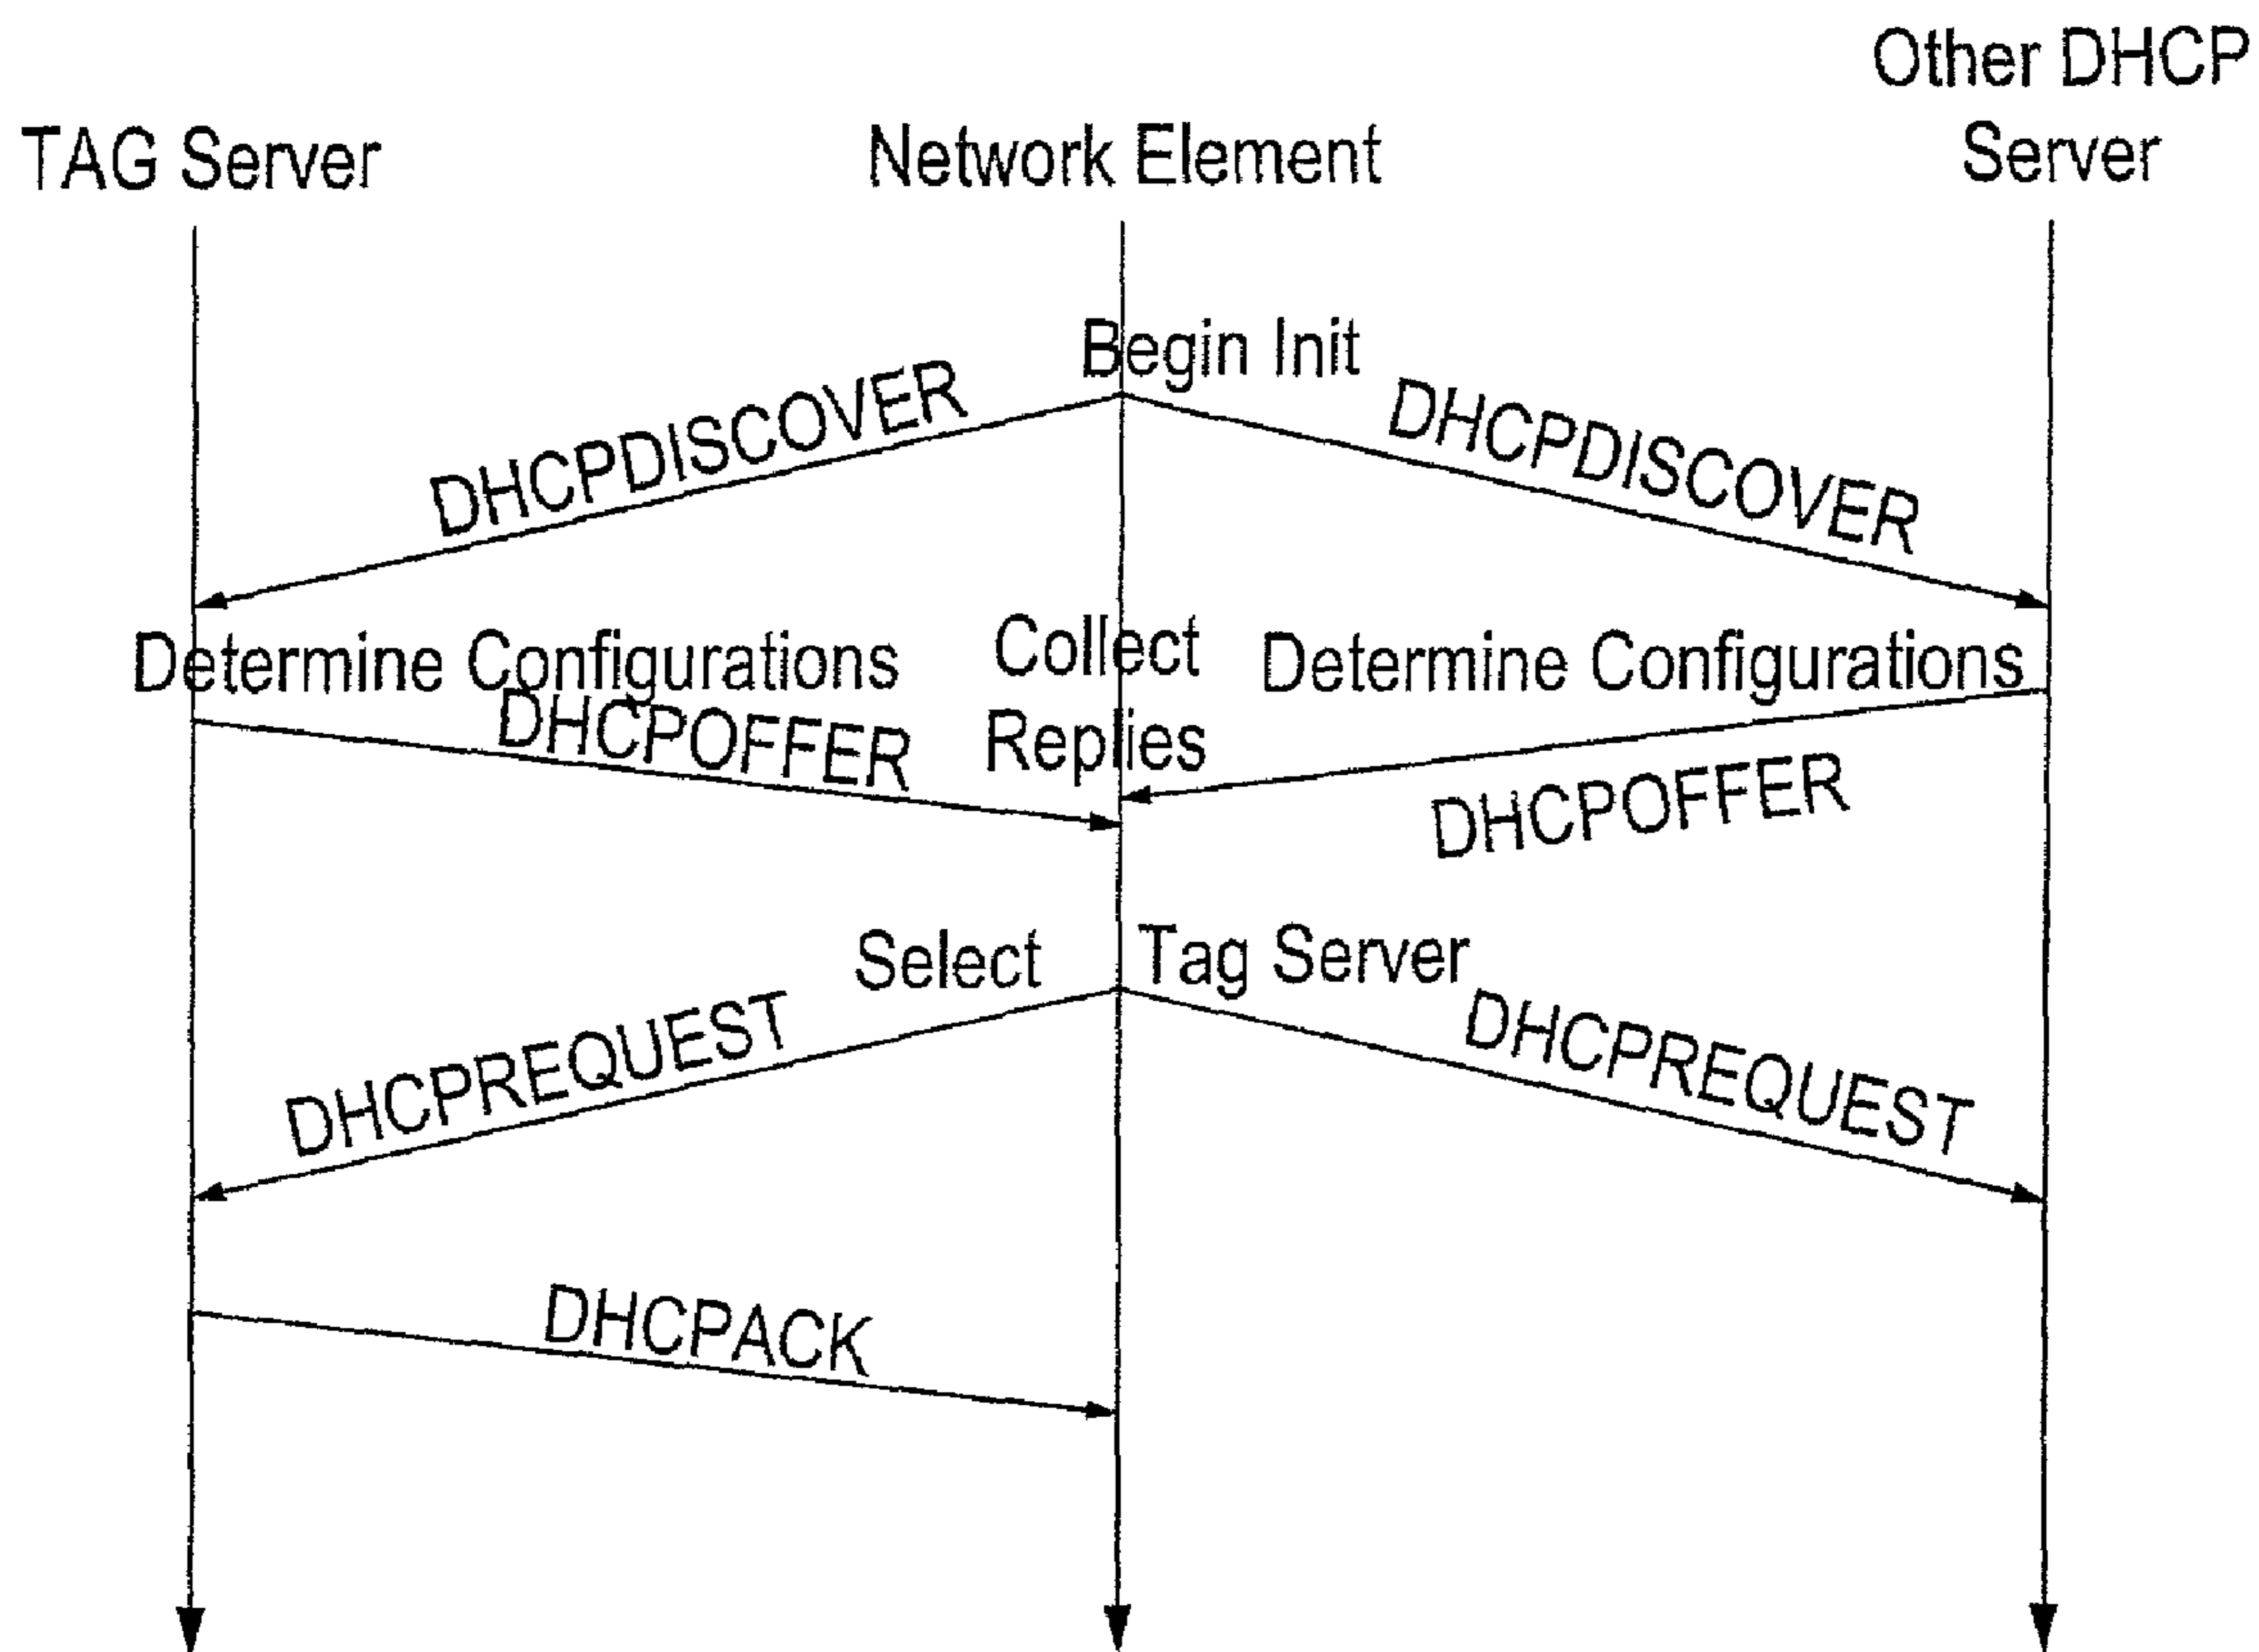 Other DHCP
Server
TAG Server
Network Element
Begin Init
DHCPDISCOVER
DHCPDISCOVER
Determine Configurations
Collect
Replies
Determine Configurations
DHCPOFFER
DHCPOFFER
Select Tag Server
DHCPREQUEST
DHCPREQUEST
DHCPACK